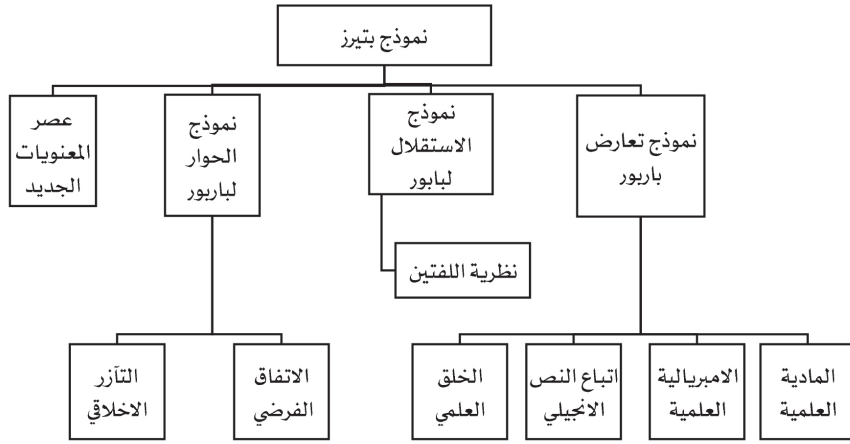 نموذج بتيرز
نموذج تعارض
باربور
نموذج
الاستقلال
لبابور
نموذج
الحوار
لباربور
عصر
المعنويات
الجديد
نظرية اللفتين
المادية
العلمية
الامبريالية
العلمية
اتباع النص
الانجيلي
الخلق
العلمي
الاتفاق
الفرضي
التآزر
الاخلاقي